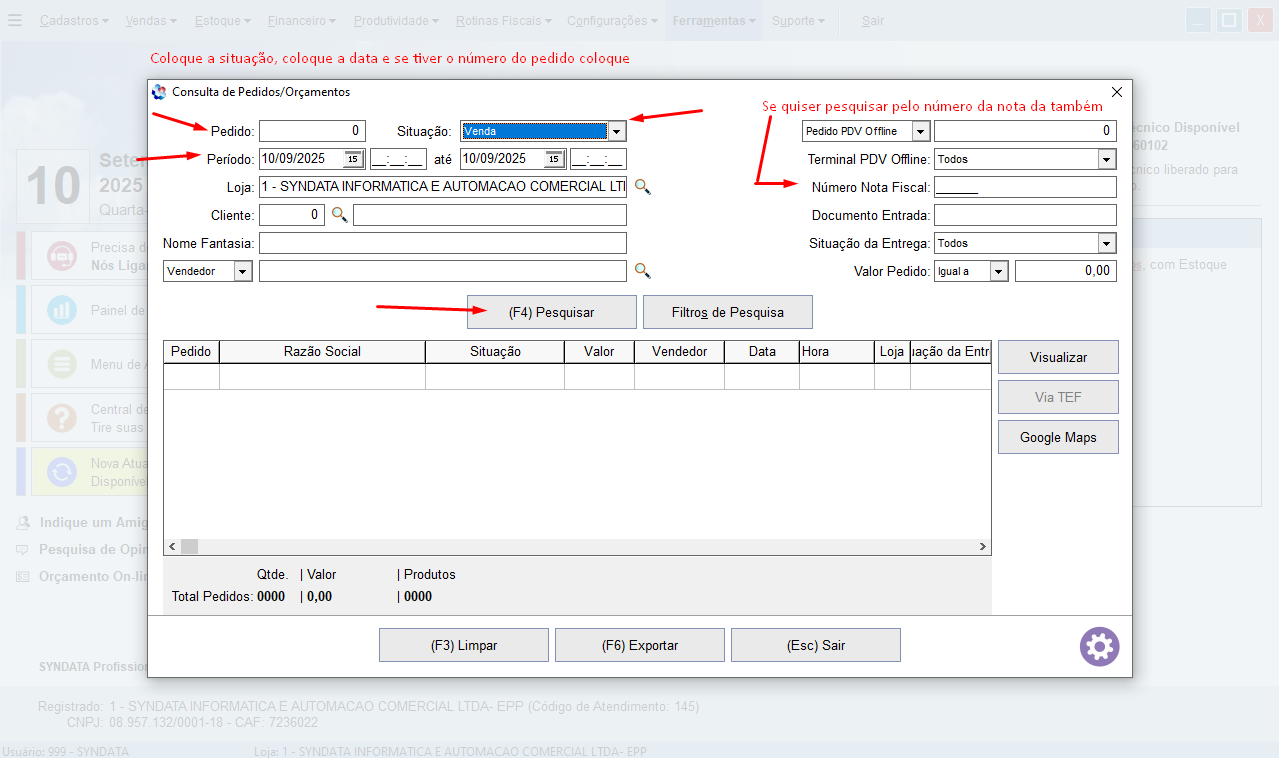 Cadastros Vendas Estoque Financeiro Produtividade Rotinas Fiscais Configurações Ferramentas Suporte Sair
X
Coloque a situação, coloque a data e se tiver o número do pedido coloque
Consulta de Pedidos/Orçamentos
Se quiser pesquisar pelo número da nota da também
Pedido: 0 Situação: Venda Pedido PDV Offline 0
Período: 10/09/2025 15 __:__:__ até 10/09/2025 15 __:__:__ Terminal PDV Offline: Todos
Loja: 1 - SYNDATA INFORMATICA E AUTOMACAO COMERCIAL LTI Número Nota Fiscal: ______
Cliente: 0 Documento Entrada:
Nome Fantasia: Situação da Entrega: Todos
Vendedor Valor Pedido: Igual a 0,00
(F4) Pesquisar Filtros de Pesquisa
Pedido Razão Social Situação Valor Vendedor Data Hora Loja uação da Entr
Visualizar
Via TEF
Google Maps
Qtde. | Valor | Produtos
Total Pedidos: 0000 | 0,00 | 0000
(F3) Limpar (F6) Exportar (Esc) Sair
10
Sete
2025
Quarta-
Precisa d
Nós Liga
Painel de
Menu de A
Central de
Tire suas
Nova Atua
Disponíve
Indique um Amig
Pesquisa de Opin
Orçamento On-lin
écnico Disponível
60102
cnico liberado para
os, com Estoque
SYNDATA Profission
Registrado: 1 - SYNDATA INFORMATICA E AUTOMACAO COMERCIAL LTDA- EPP (Código de Atendimento: 145)
CNPJ: 08.957.132/0001-18 - CAF: 7236022
Usuário: 999 - SYNDATA Loja: 1 - SYNDATA INFORMATICA E AUTOMACAO COMERCIAL LTDA- EPP